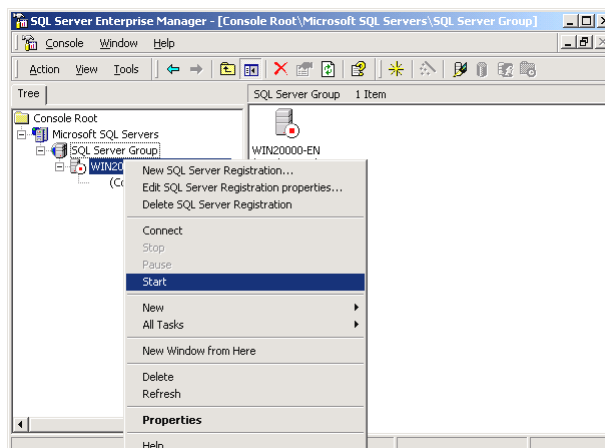 SQL Server Enterprise Manager - [Console Root\Microsoft SQL Servers\SQL Server Group]
Console Window Help
Action View Tools
Tree
SQL Server Group 1 Item
Console Root
Microsoft SQL Servers
SQL Server Group
WIN20
(Co
WIN20000-EN
New SQL Server Registration...
Edit SQL Server Registration properties...
Delete SQL Server Registration
Connect
Stop
Pause
Start
New
All Tasks
New Window from Here
Delete
Refresh
Properties
Help